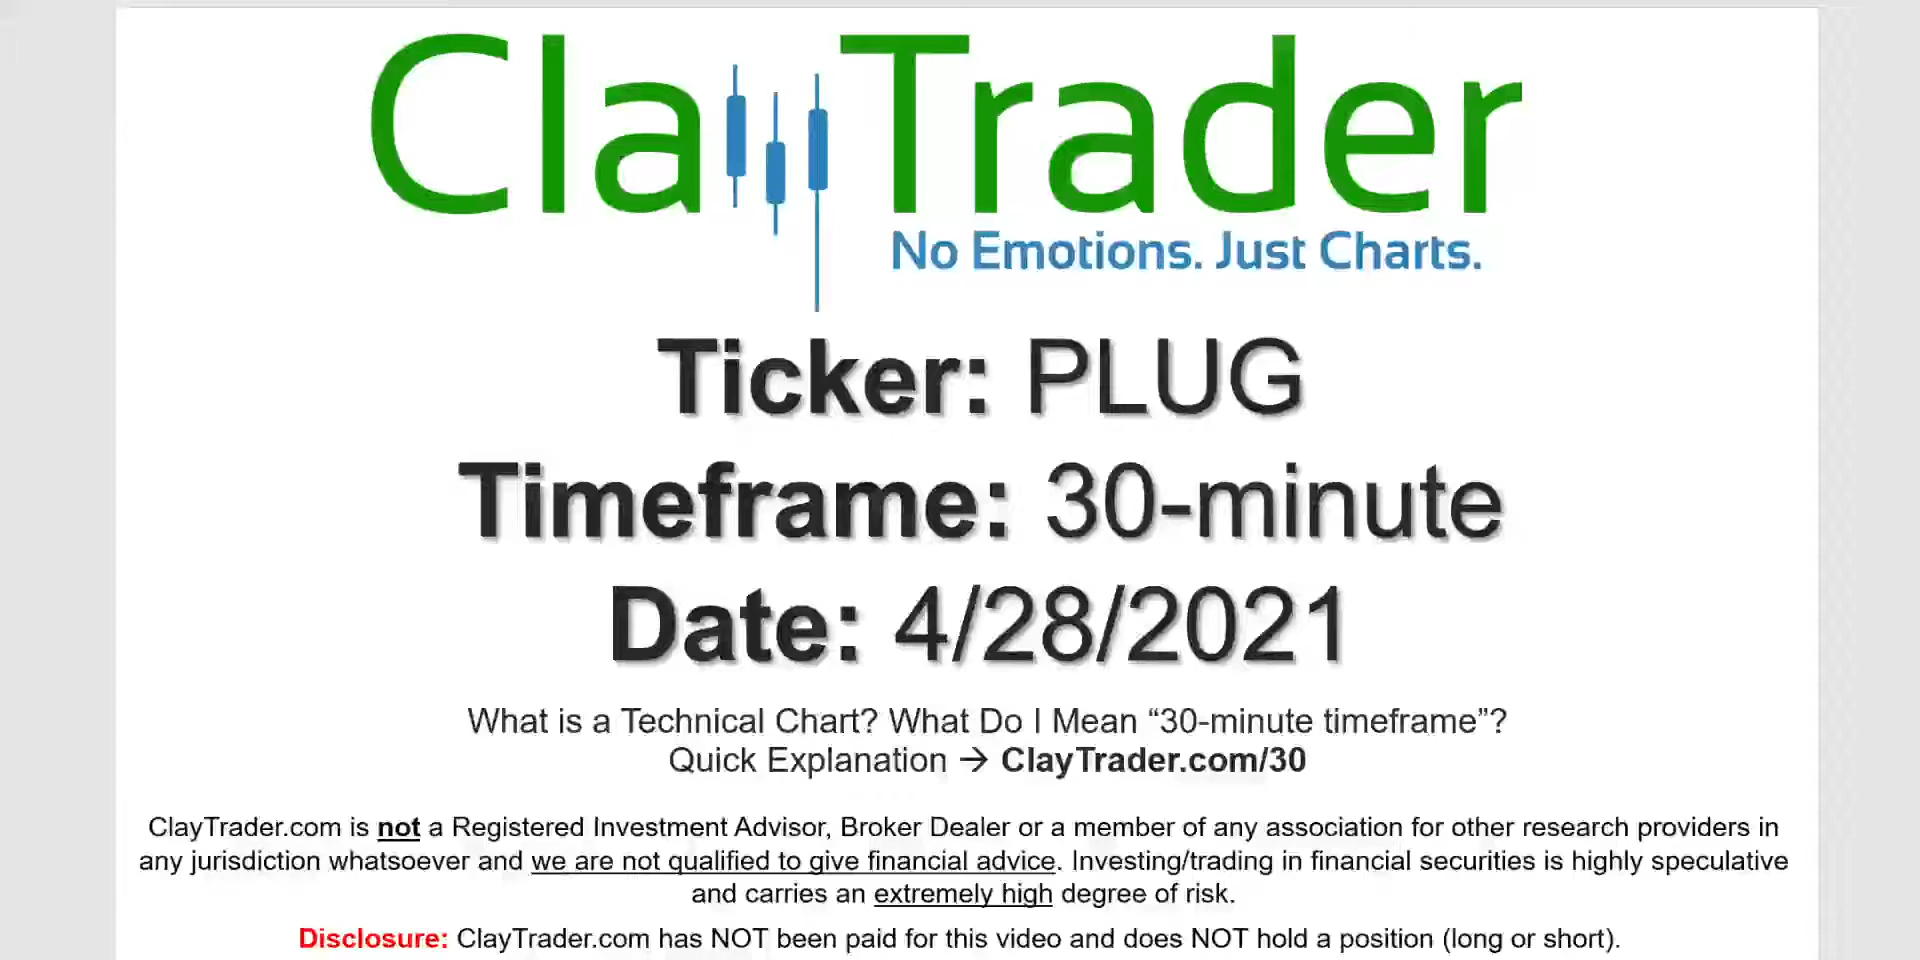 ClayTrader
No Emotions. Just Charts.
Ticker: PLUG
Timeframe: 30-minute
Date: 4/28/2021
What is a Technical Chart? What Do I Mean “30-minute timeframe”?
Quick Explanation → ClayTrader.com/30
ClayTrader.com is not a Registered Investment Advisor, Broker Dealer or a member of any association for other research providers in
any jurisdiction whatsoever and we are not qualified to give financial advice. Investing/trading in financial securities is highly speculative
and carries an extremely high degree of risk.
Disclosure: ClayTrader.com has NOT been paid for this video and does NOT hold a position (long or short).